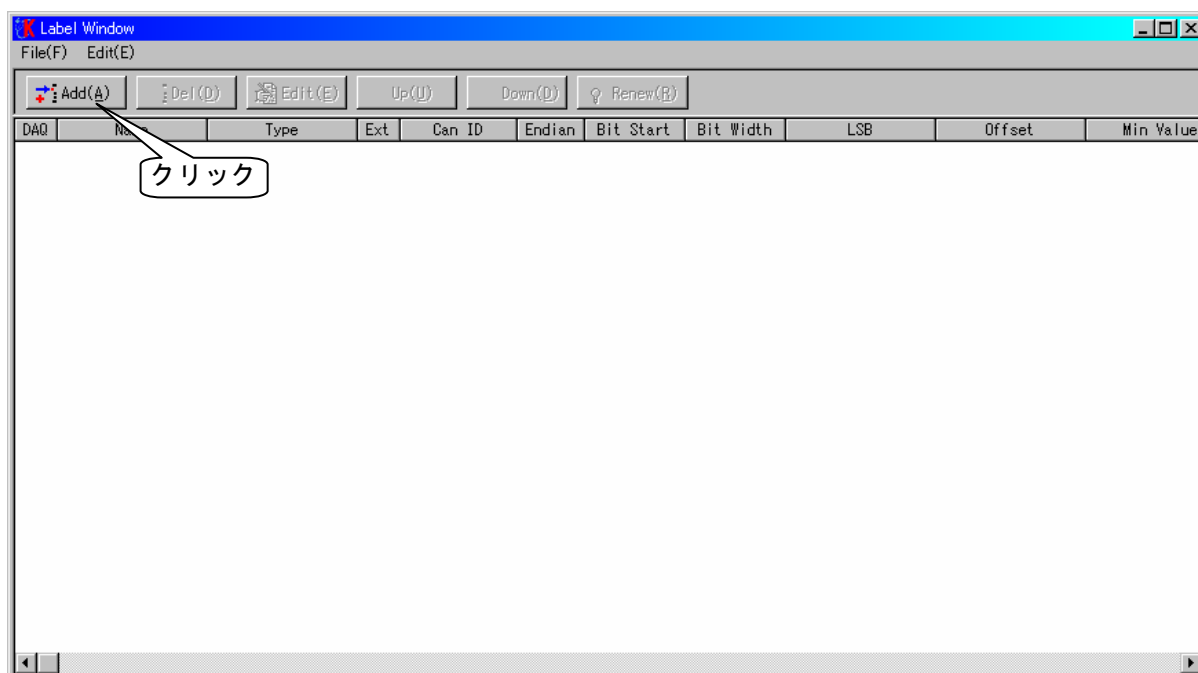 Label Window
File(F) Edit(E)
Add(A) Del(D) Edit(E) Up(U) Down(D) Renew(R)
DAQ Name Type Ext Can ID Endian Bit Start Bit Width LSB Offset Min Value
クリック